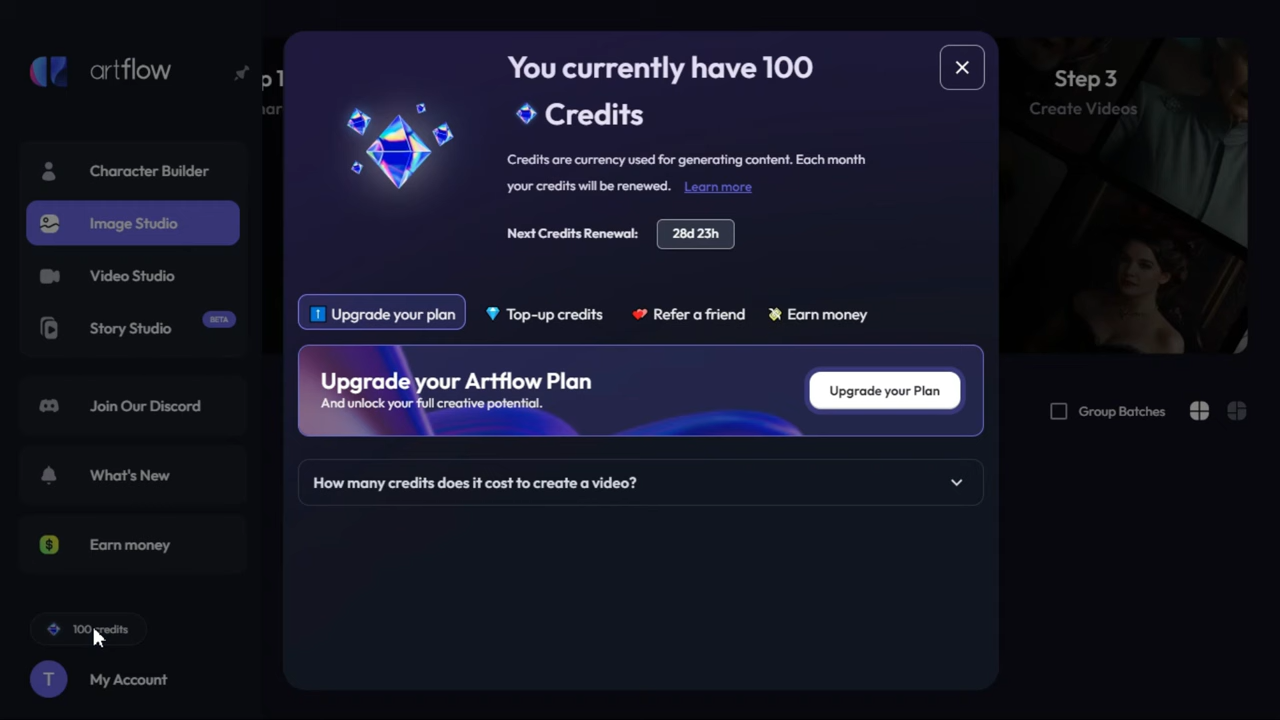 artflow
Character Builder
Image Studio
Video Studio
Story Studio
BETA
Join Our Discord
What's New
$
Earn money
100 credits
T
My Account
You currently have 100
Credits
Credits are currency used for generating content. Each month
your credits will be renewed. Learn more
Next Credits Renewal: 28d 23h
Upgrade your plan
Top-up credits
Refer a friend
Earn money
Upgrade your Artflow Plan
And unlock your full creative potential.
Upgrade your Plan
How many credits does it cost to create a video?
Step 3
Create Videos
Group Batches